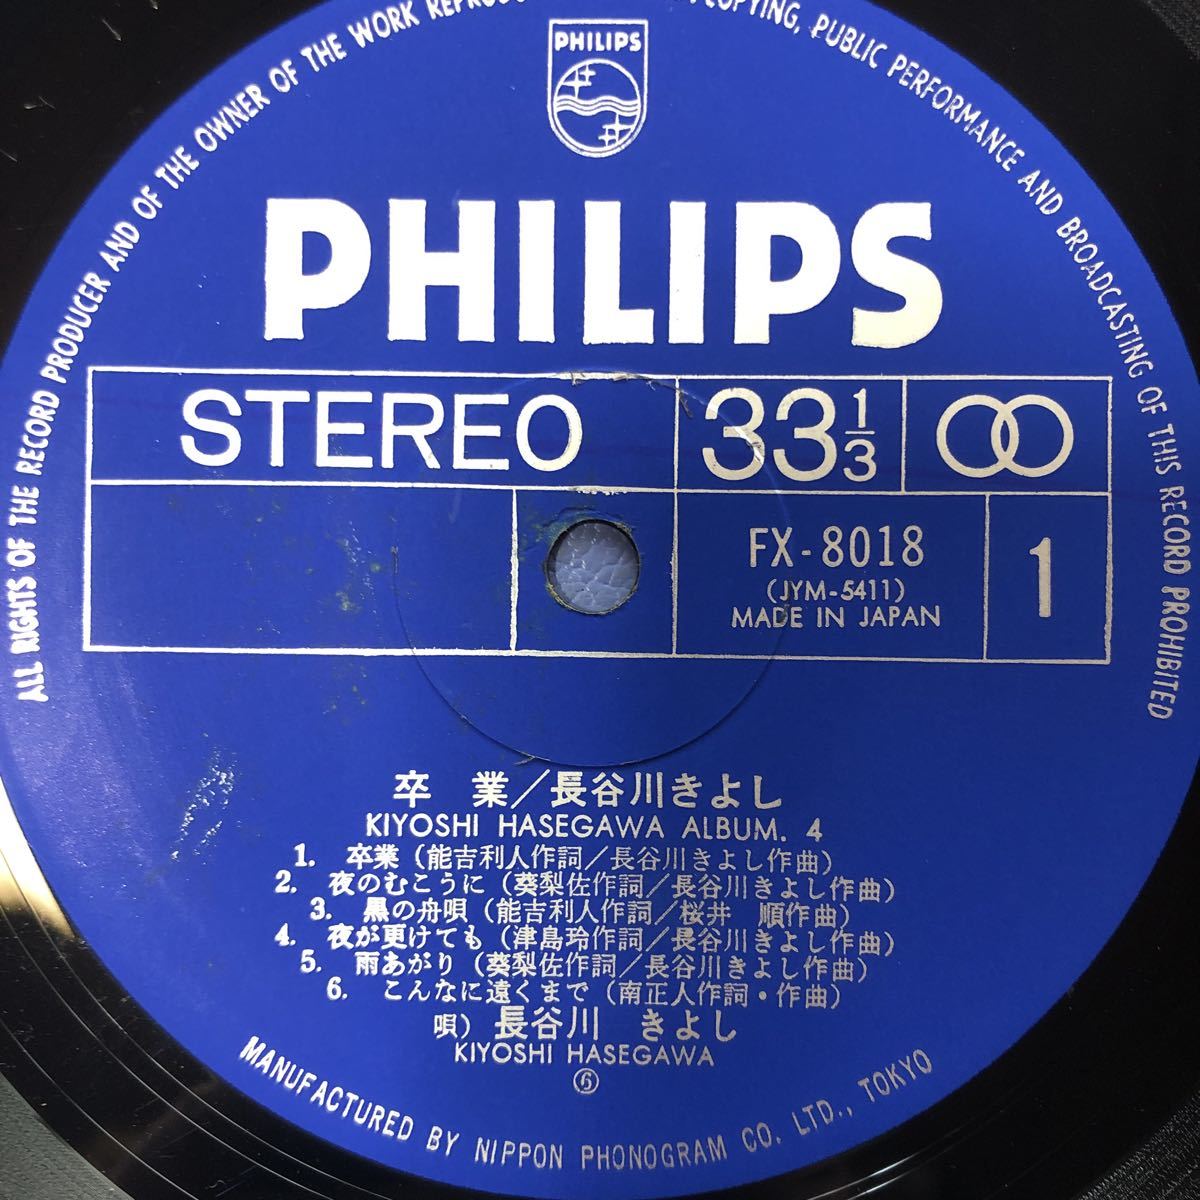 ALL RIGHTS OF THE RECORD PRODUCER AND OF THE OWNER OF THE WORK COPYING, PUBLIC PERFORMANCE AND BROADCASTING OF THIS RECORD PROHIBITED
PHILIPS
PHILIPS
STEREO 33 1/3
FX-8018 1
(JYM-5411)
MADE IN JAPAN
卒 業/長谷川きよし
KIYOSHI HASEGAWA ALBUM. 4
1. 卒業 (能吉利人作詞/長谷川きよし作曲)
2. 夜のむこうに (葵梨佐作詞/長谷川きよし作曲)
3. 黒の舟唄 (能吉利人作詞/桜井 順作曲)
4. 夜が更けても (津島玲作詞/長谷川きよし作曲)
5. 雨あがり (葵梨佐作詞/長谷川きよし作曲)
6. こんなに遠くまで (南正人作詞・作曲)
唄) 長谷川 きよし
KIYOSHI HASEGAWA
⑥
MANUFACTURED BY NIPPON PHONOGRAM CO. LTD., TOKYO